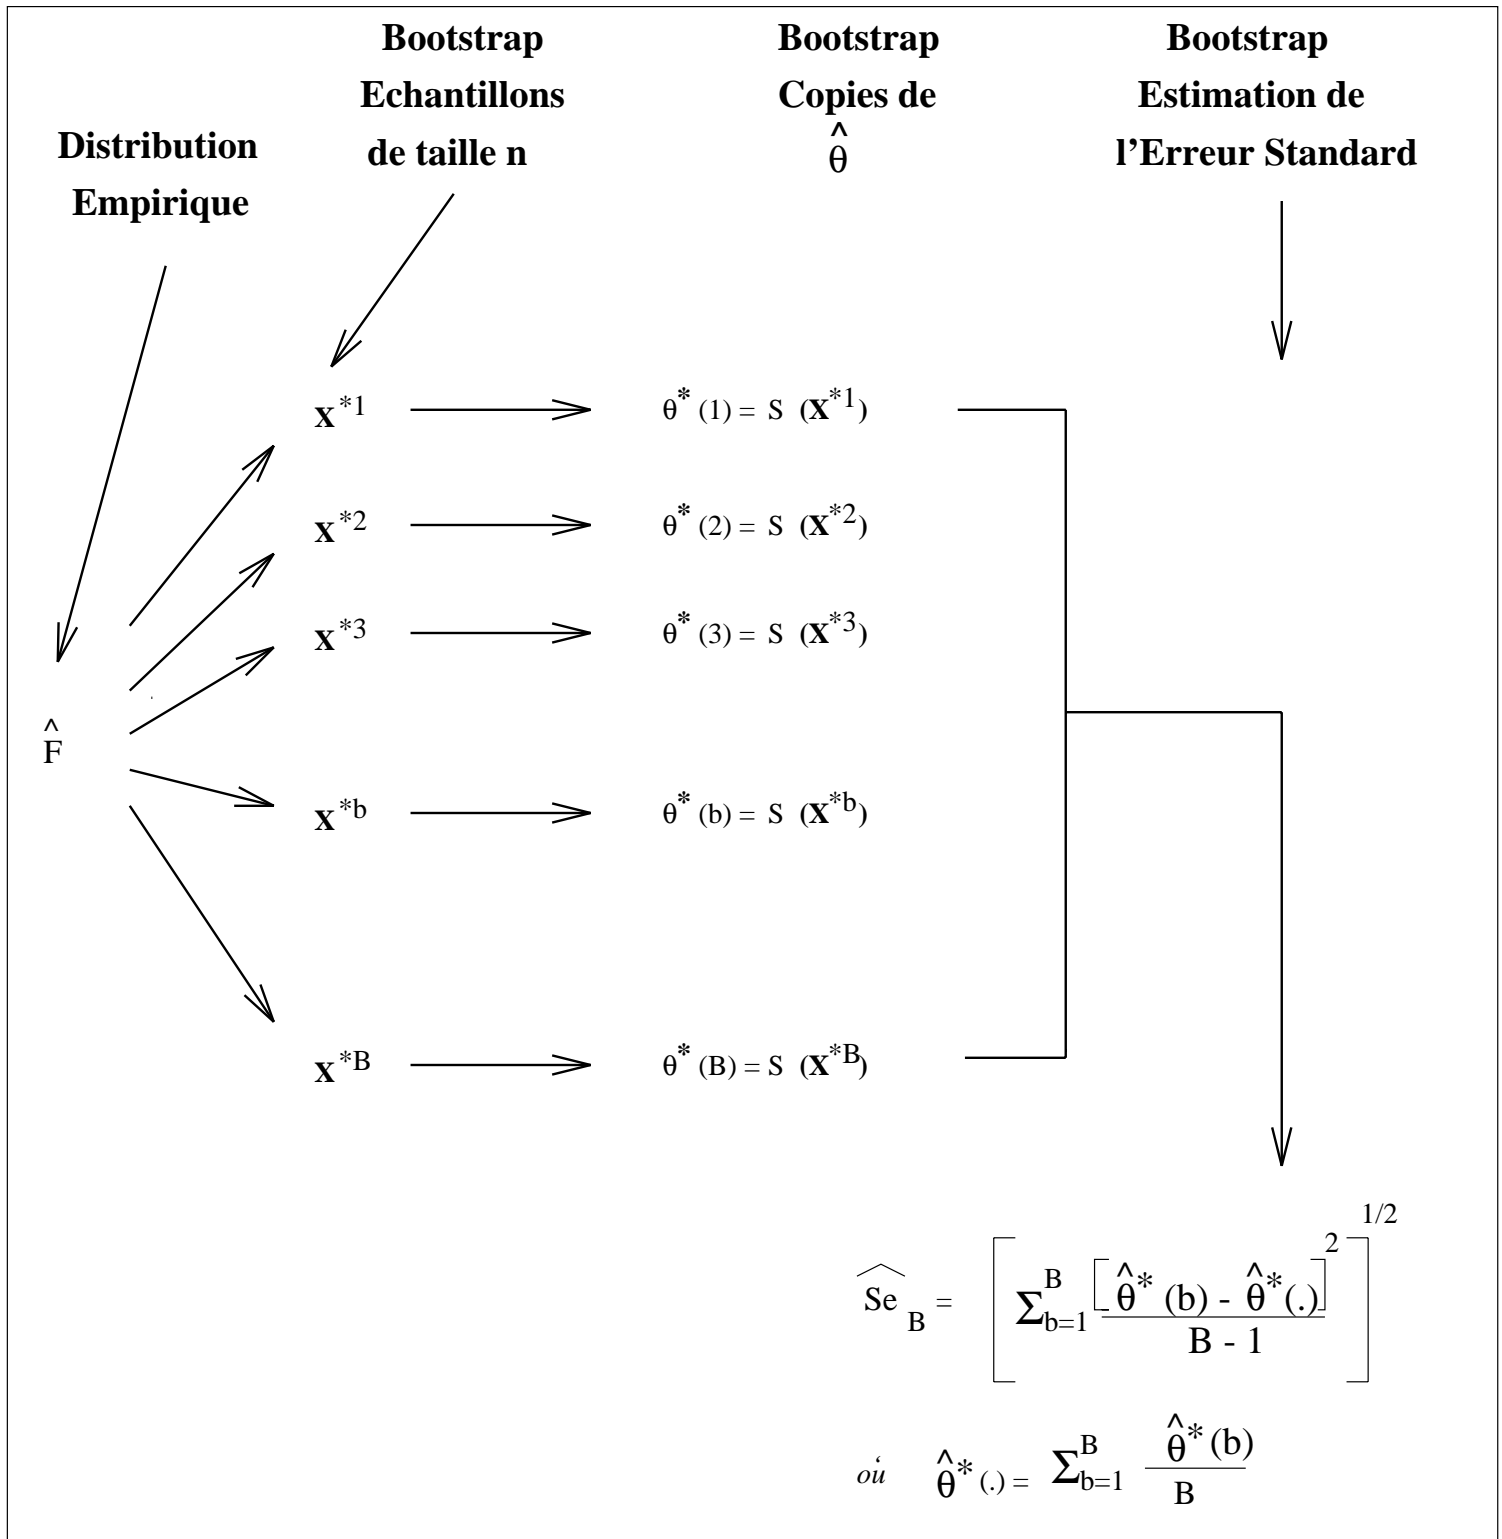 Distribution
Empirique
Bootstrap
Echantillons
de taille n
Bootstrap
Copies de
θ̂
Bootstrap
Estimation de
l’Erreur Standard
F̂
X*1 θ*(1) = S (X*1)
X*2 θ*(2) = S (X*2)
X*3 θ*(3) = S (X*3)
X*b θ*(b) = S (X*b)
X*B θ*(B) = S (X*B)
Ŝe_B = [ Σ_{b=1}^{B} [θ̂*(b) - θ̂*(.)]^2 / (B - 1) ]^{1/2}
où θ̂*(.) = Σ_{b=1}^{B} θ̂*(b) / B